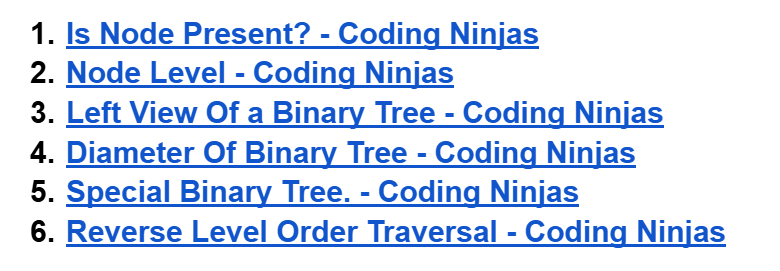 1. Is Node Present? - Coding Ninjas
2. Node Level - Coding Ninjas
3. Left View Of a Binary Tree - Coding Ninjas
4. Diameter Of Binary Tree - Coding Ninjas
5. Special Binary Tree. - Coding Ninjas
6. Reverse Level Order Traversal - Coding Ninjas